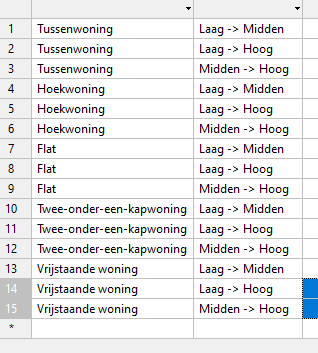 1 Tussenwoning Laag -> Midden
2 Tussenwoning Laag -> Hoog
3 Tussenwoning Midden -> Hoog
4 Hoekwoning Laag -> Midden
5 Hoekwoning Laag -> Hoog
6 Hoekwoning Midden -> Hoog
7 Flat Laag -> Midden
8 Flat Laag -> Hoog
9 Flat Midden -> Hoog
10 Twee-onder-een-kapwoning Laag -> Midden
11 Twee-onder-een-kapwoning Laag -> Hoog
12 Twee-onder-een-kapwoning Midden -> Hoog
13 Vrijstaande woning Laag -> Midden
14 Vrijstaande woning Laag -> Hoog
15 Vrijstaande woning Midden -> Hoog
*